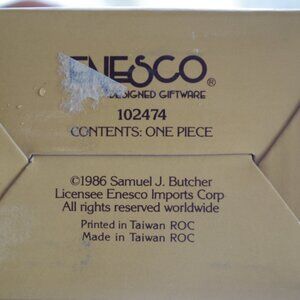 ENESCO®
DESIGNED GIFTWARE
102474
CONTENTS: ONE PIECE
©1986 Samuel J. Butcher
Licensee Enesco Imports Corp
All rights reserved worldwide
Printed in Taiwan ROC
Made in Taiwan ROC